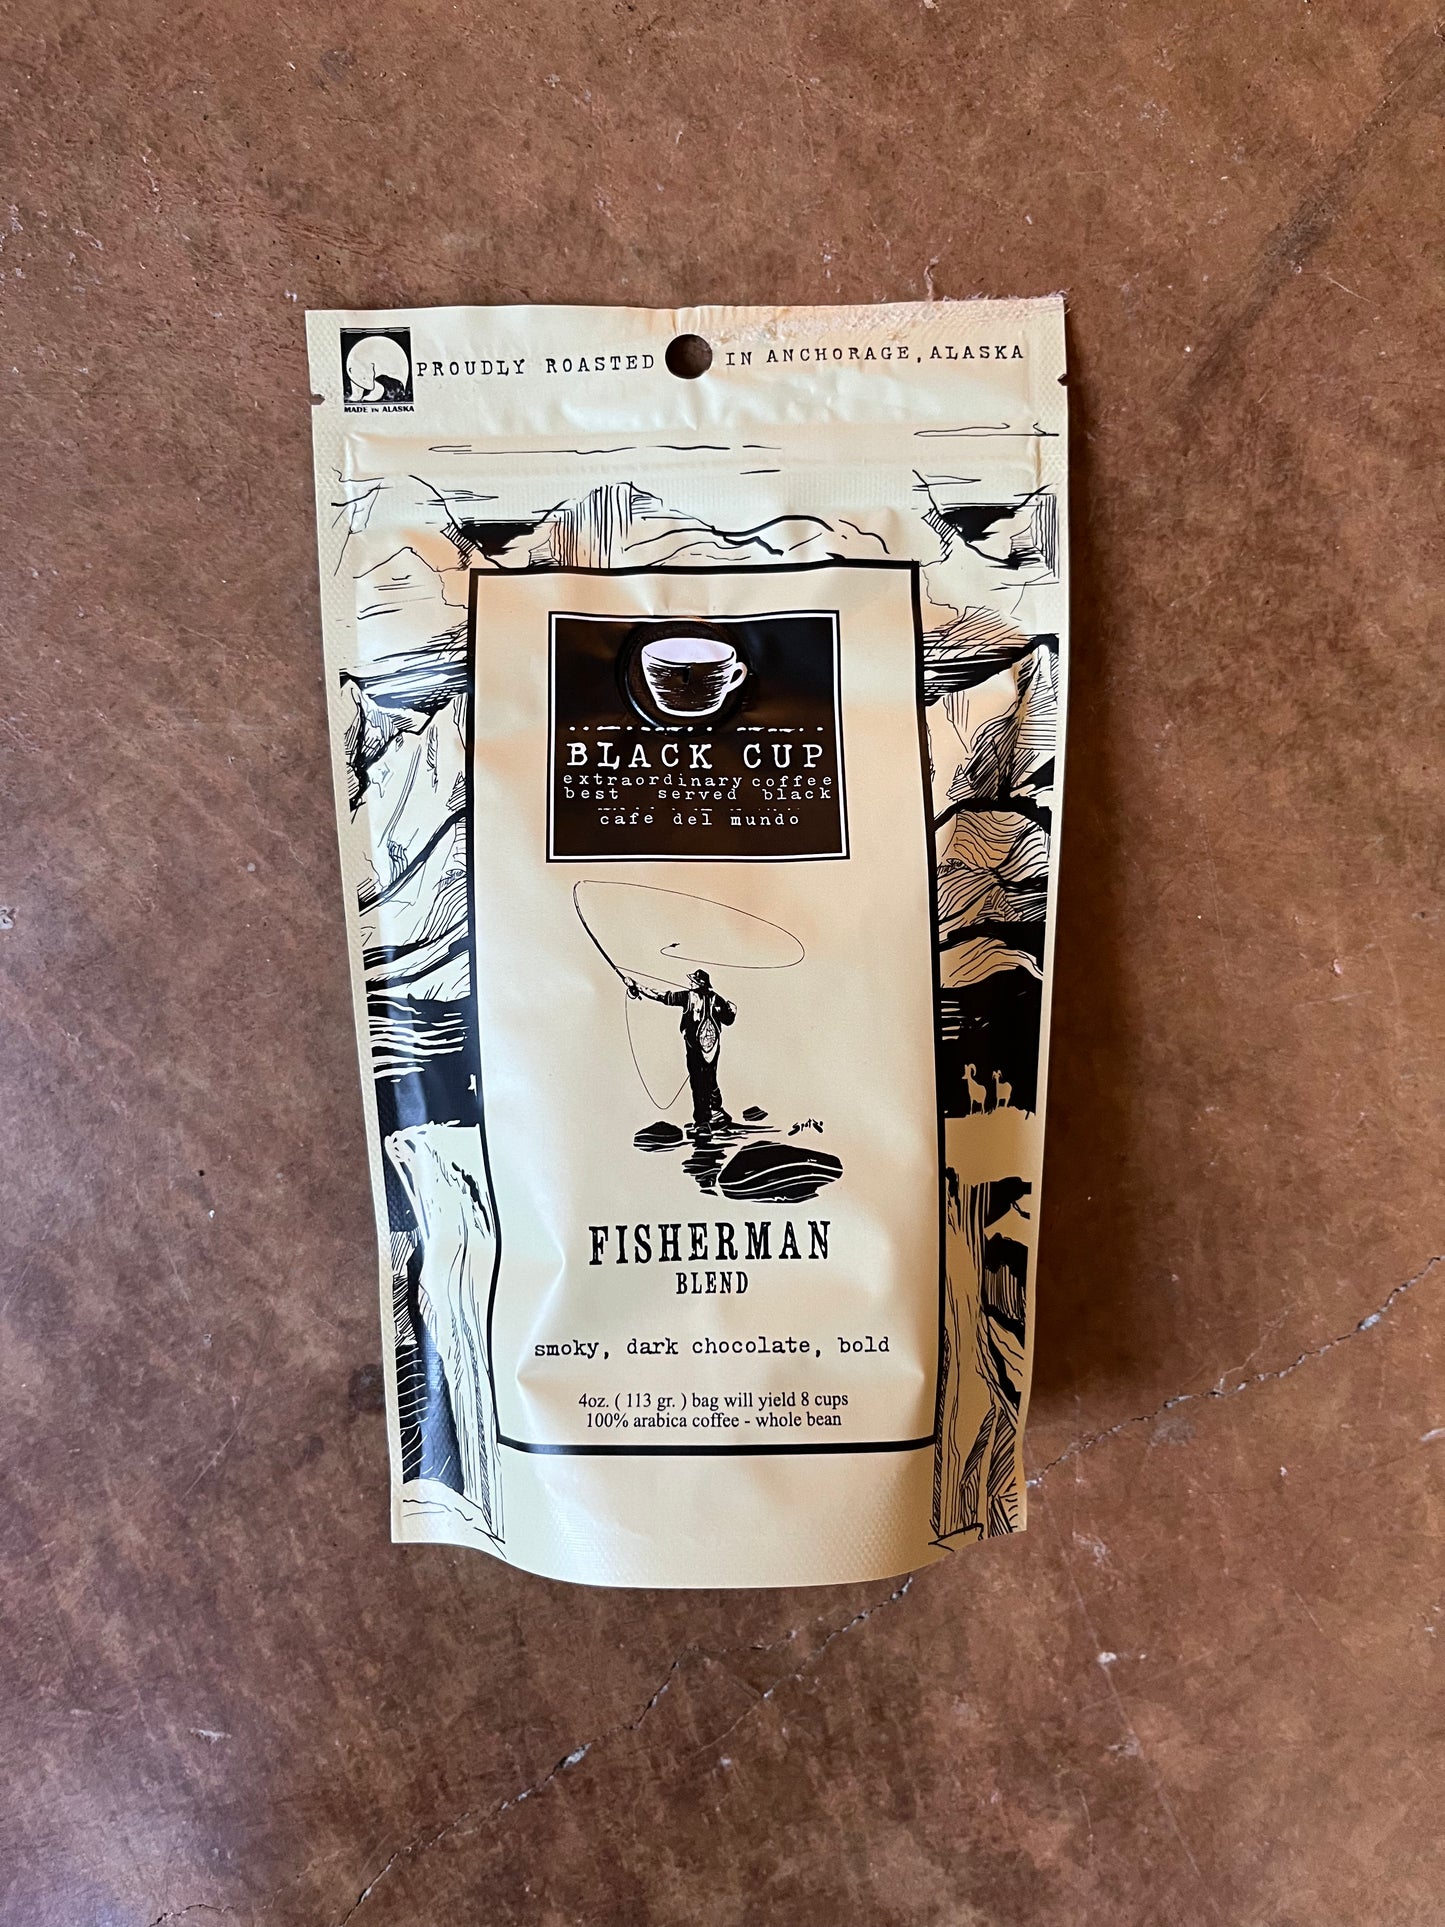 PROUDLY ROASTED IN ANCHORAGE, ALASKA
MADE IN ALASKA
BLACK CUP
extraordinary coffee
best served black
cafe del mundo
FISHERMAN
BLEND
smoky, dark chocolate, bold
4oz. ( 113 gr. ) bag will yield 8 cups
100% arabica coffee - whole bean